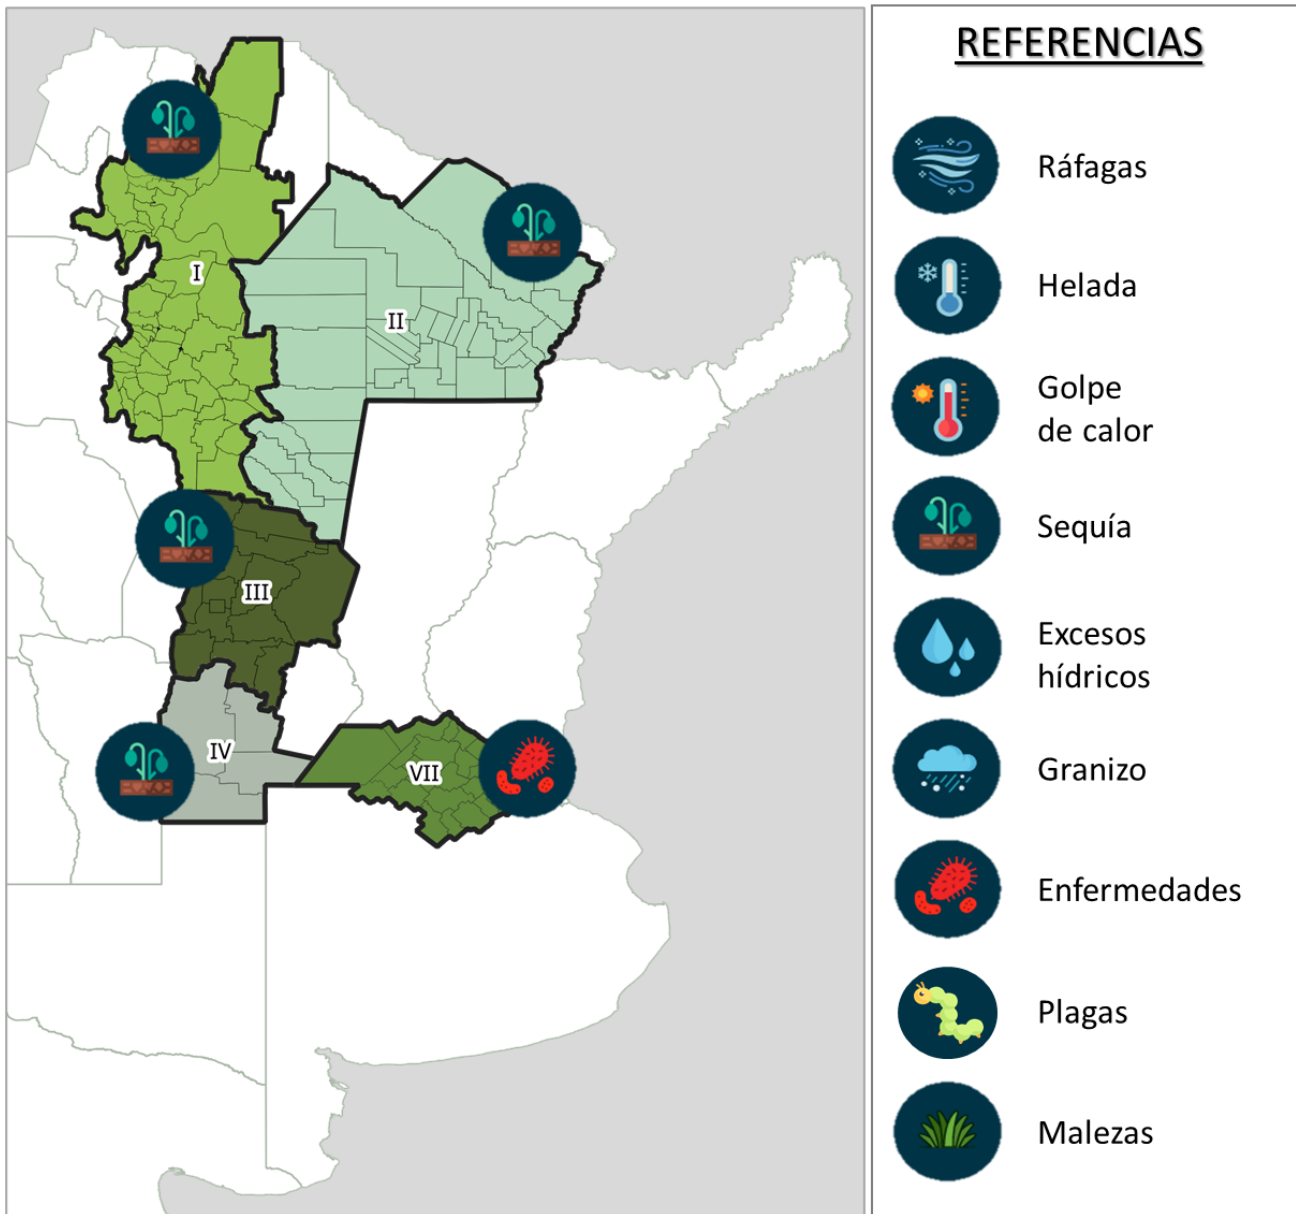 REFERENCIAS
Ráfagas
Helada
Golpe
de calor
Sequía
Excesos
hídricos
Granizo
Enfermedades
Plagas
Malezas
I
II
III
IV
VII